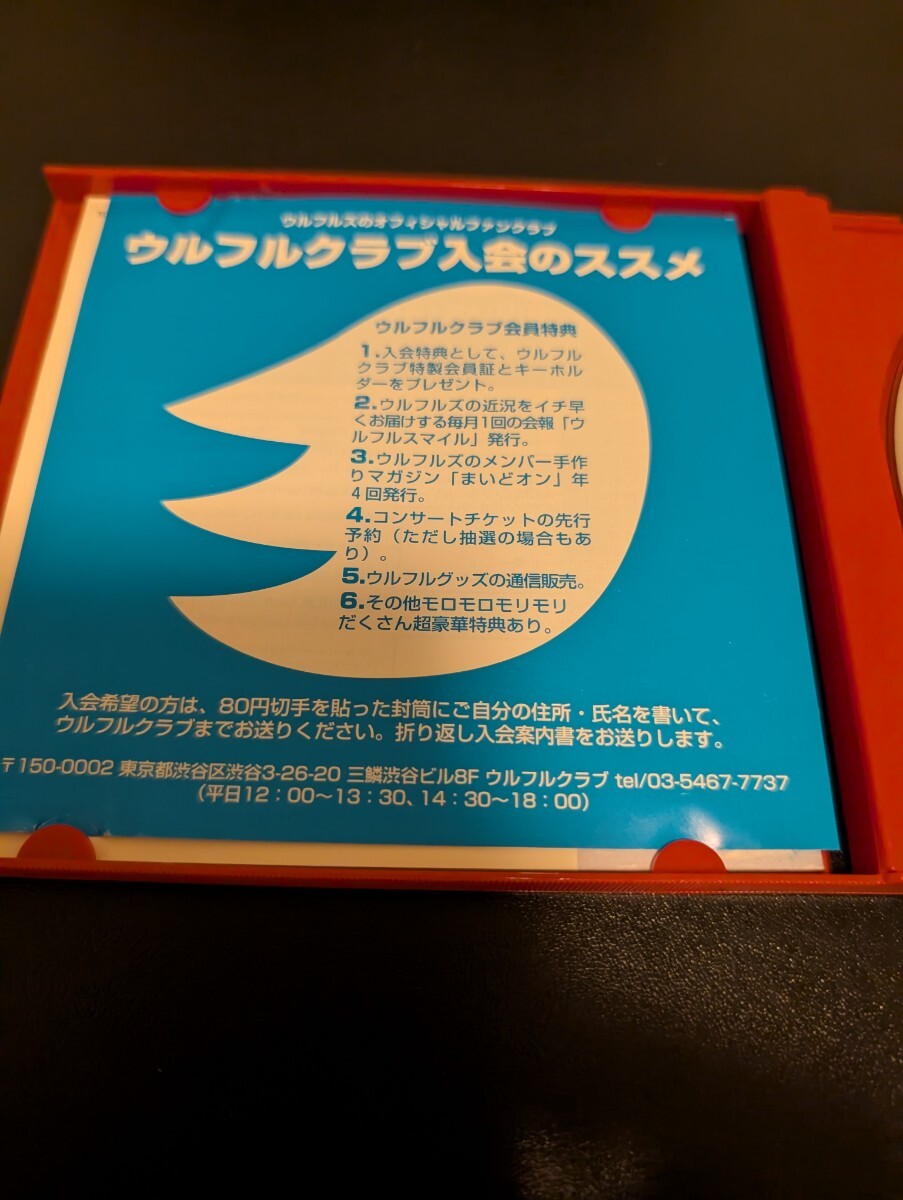 ウルフルズのオフィシャルファンクラブ
ウルフルクラブ入会のススメ
ウルフルクラブ会員特典
1.入会特典として、ウルフル
クラブ特製会員証とキーホル
ダーをプレゼント。
2.ウルフルズの近況をイチ早
くお届けする毎月1回の会報「ウ
ルフルスマイル」発行。
3.ウルフルズのメンバー手作
りマガジン「まいどオン」年
4回発行。
4.コンサートチケットの先行
予約(ただし抽選の場合もあ
り)。
5.ウルフルグッズの通信販売。
6.その他モロモロモリモリ
だくさん超豪華特典あり。
入会希望の方は、80円切手を貼った封筒にご自分の住所・氏名を書いて、
ウルフルクラブまでお送りください。折り返し入会案内書をお送りします。
〒150-0002 東京都渋谷区渋谷3-26-20 三鱗渋谷ビル8F ウルフルクラブ tel/03-5467-7737
(平日12:00〜13:30、14:30〜18:00)